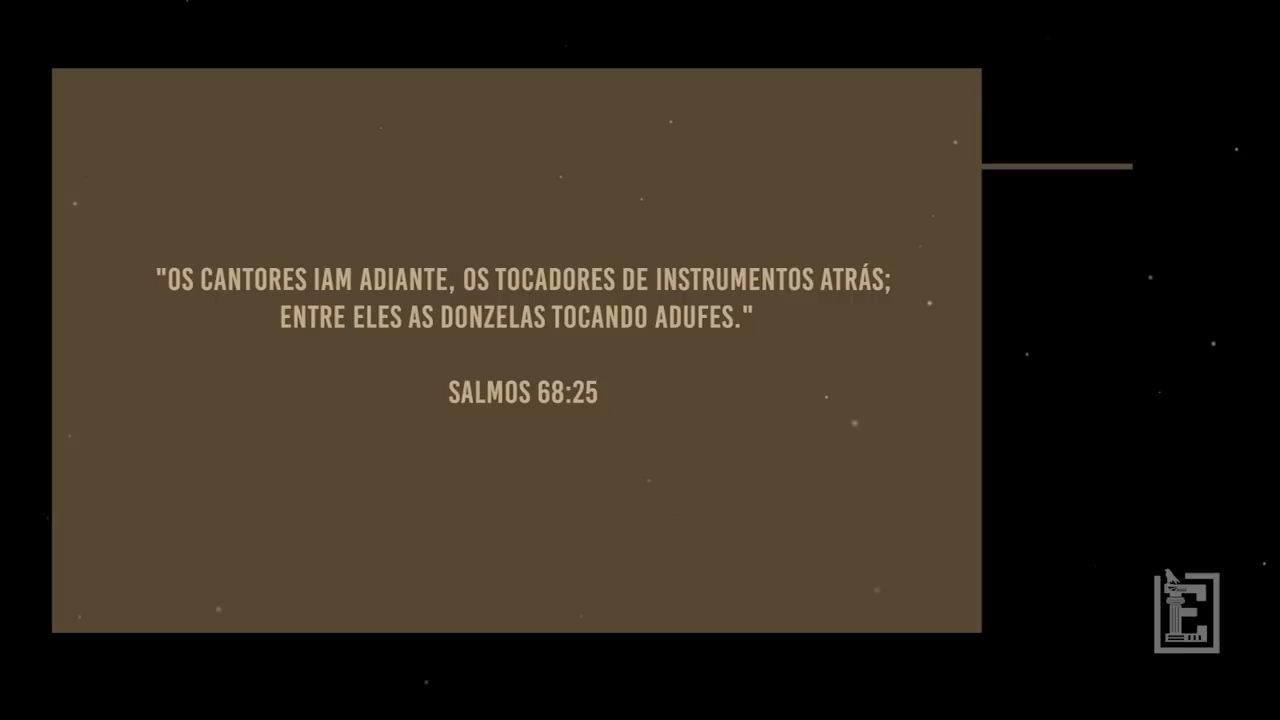 "OS CANTORES IAM ADIANTE, OS TOCADORES DE INSTRUMENTOS ATRÁS;
ENTRE ELES AS DONZELAS TOCANDO ADUFES."
SALMOS 68:25
E